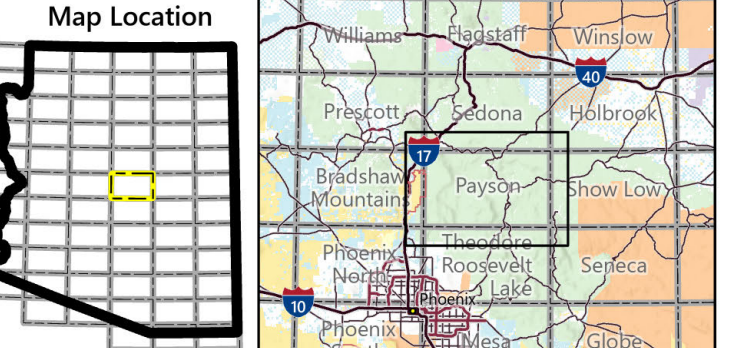 Map Location
Williams
Flagstaff
Winslow
40
Prescott
Sedona
Holbrook
17
Bradshaw
Mountains
Payson
Show Low
Phoenix
North
Theodore
Roosevelt
Lake
Seneca
10
Phoenix
Phoenix
Mesa
Globe